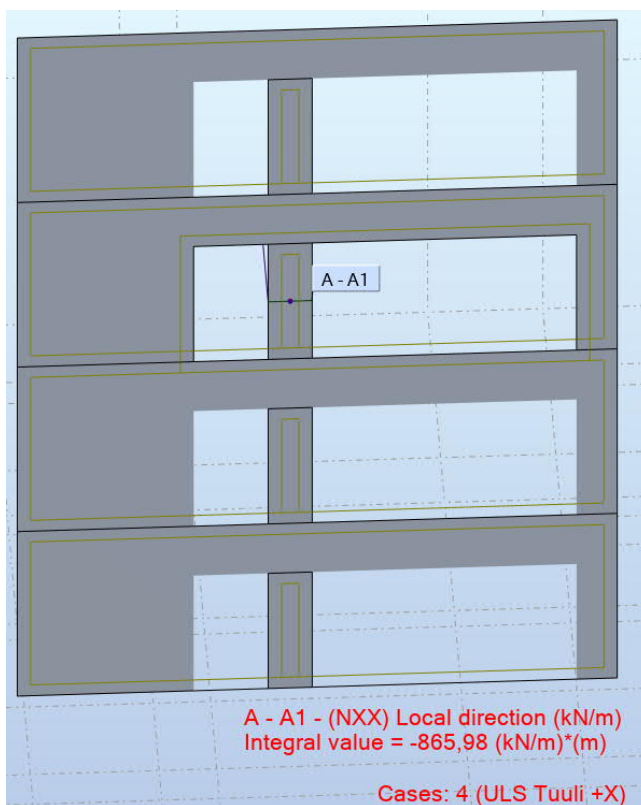 A - A1
A - A1 - (NXX) Local direction (kN/m)
Integral value = -865,98 (kN/m)*(m)
Cases: 4 (ULS Tuuli +X)